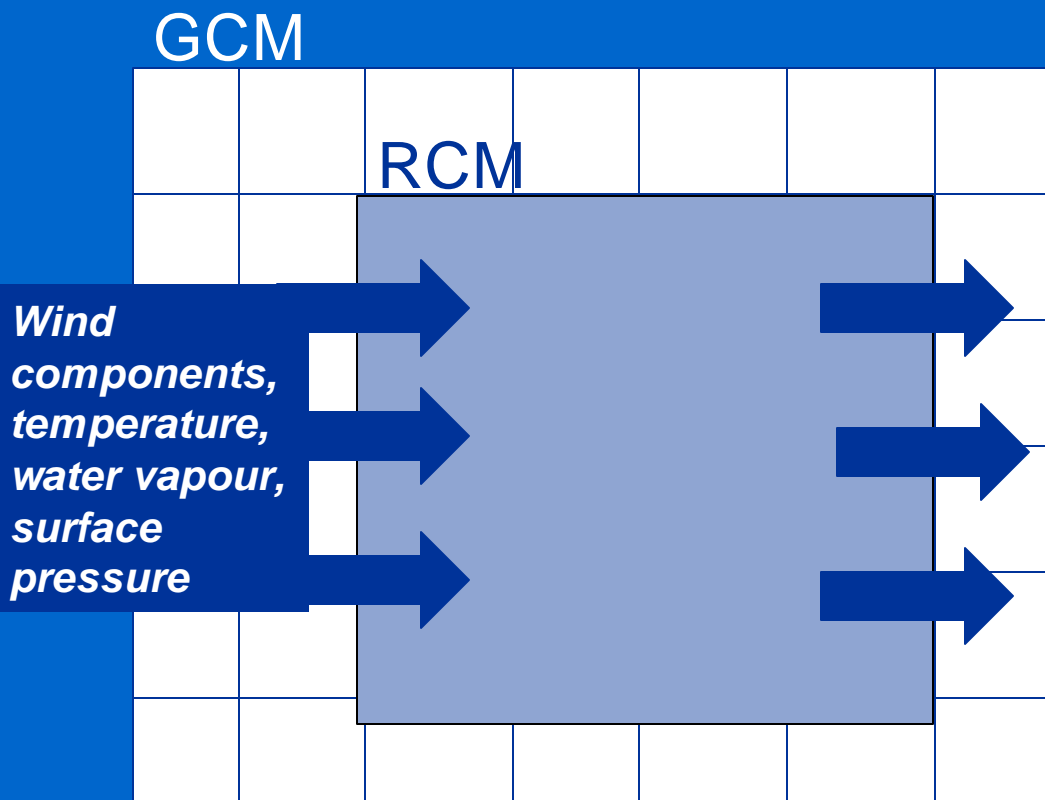 GCM
RCM
Wind
components,
temperature,
water vapour,
surface
pressure